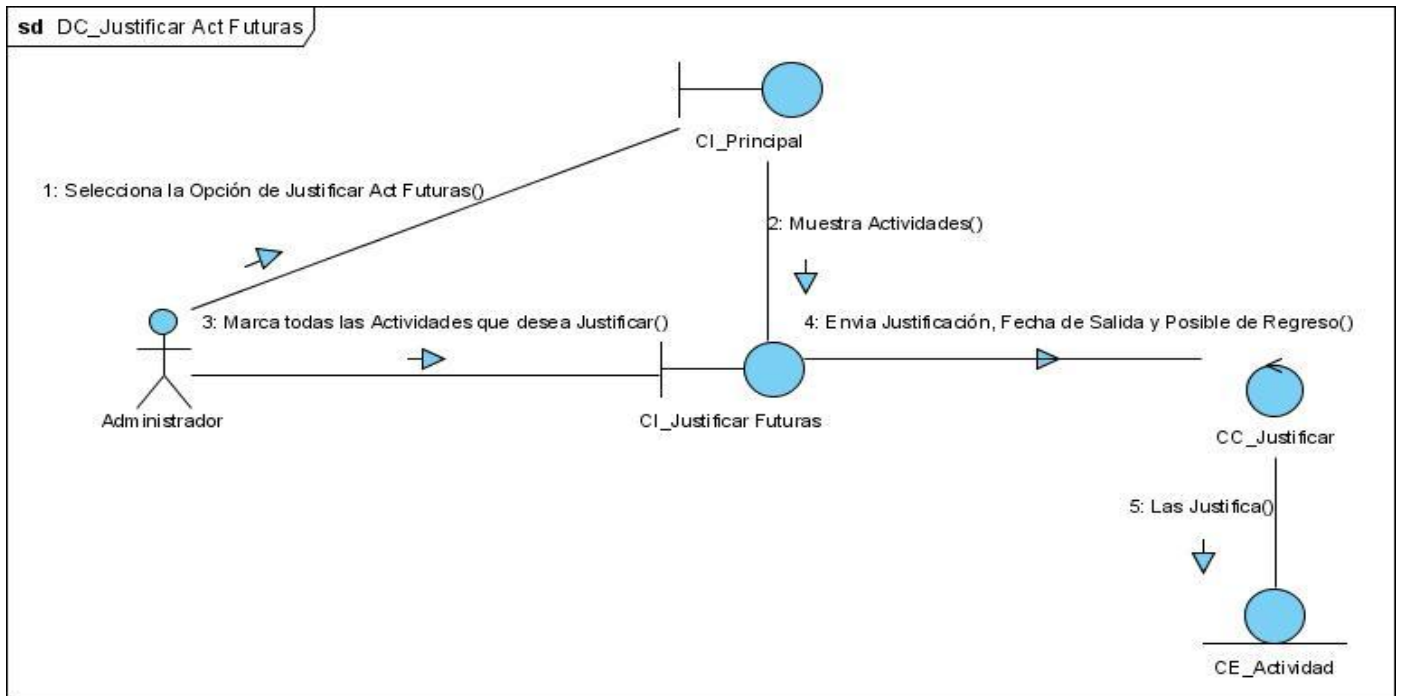 sd DC_Justificar Act Futuras
CI_Principal
1: Selecciona la Opción de Justificar Act Futuras()
2: Muestra Actividades()
3: Marca todas las Actividades que desea Justificar()
4: Envia Justificación, Fecha de Salida y Posible de Regreso()
Administrador
CI_Justificar Futuras
CC_Justificar
5: Las Justifica()
CE_Actividad